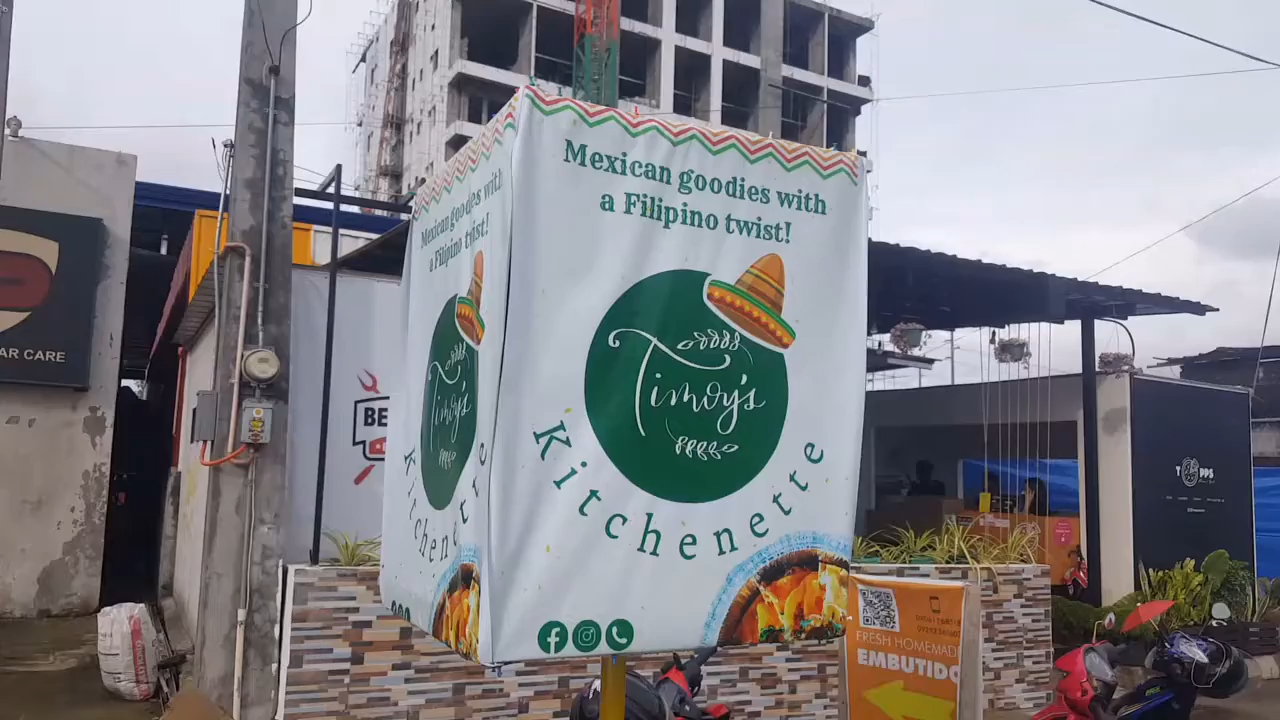 Mexican goodies with
a Filipino twist!
Timoy's
Kitchenette
Mexican goodies with
a Filipino twist!
Timoy's
Kitchenette
AR CARE
BE
FRESH HOMEMADE
EMBUTIDO